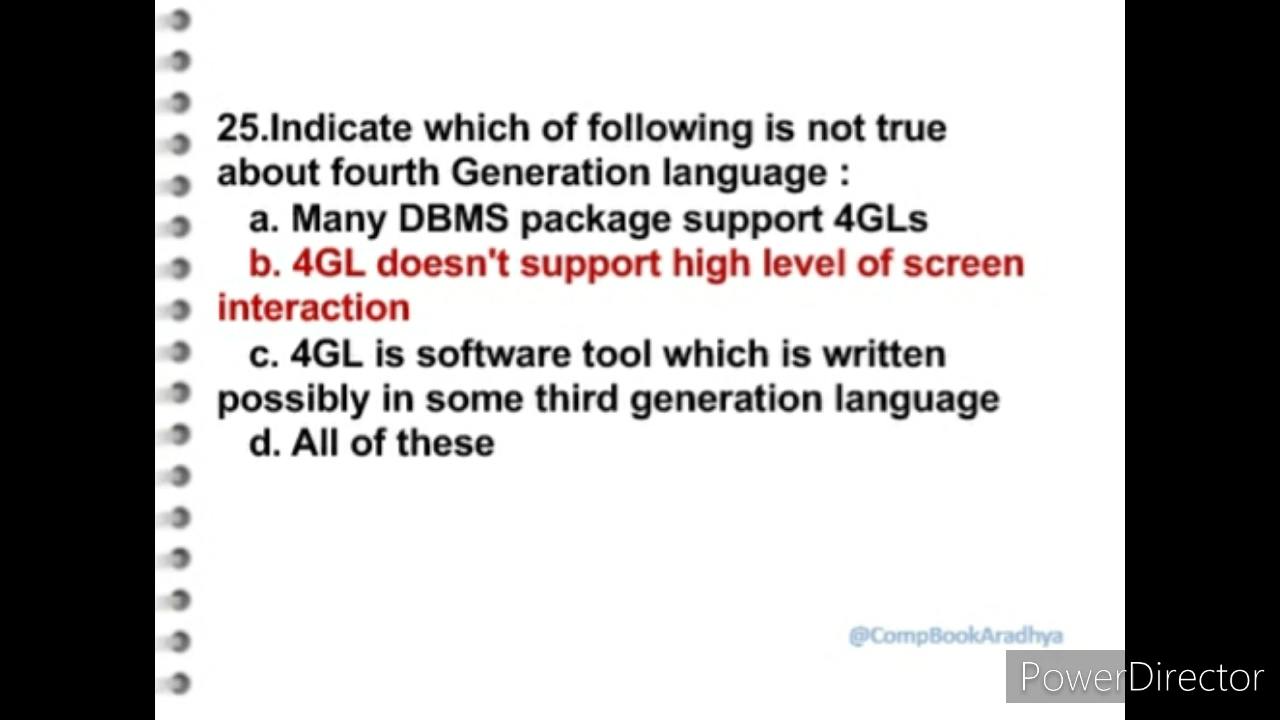 25.Indicate which of following is not true
about fourth Generation language :
a. Many DBMS package support 4GLs
b. 4GL doesn't support high level of screen
interaction
c. 4GL is software tool which is written
possibly in some third generation language
d. All of these
@CompBookAradhya
PowerDirector